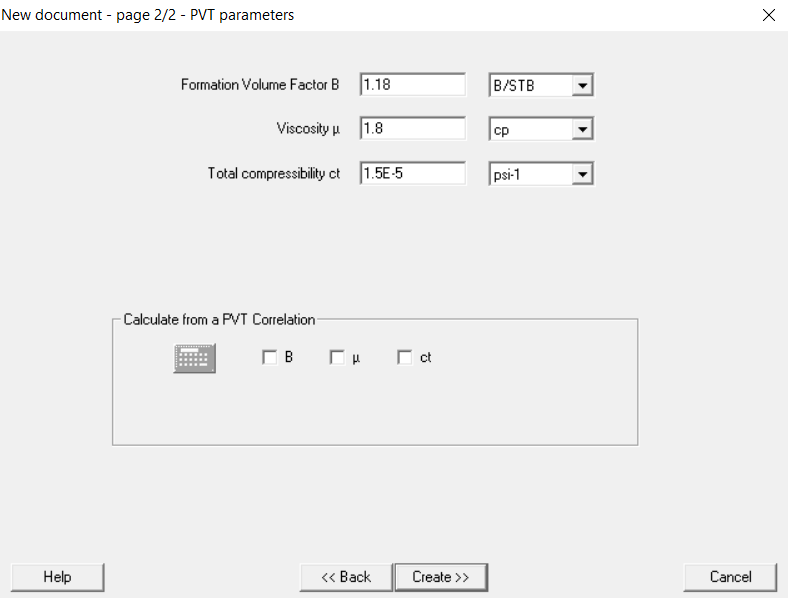 New document - page 2/2 - PVT parameters
Formation Volume Factor B 1.18 B/STB
Viscosity μ 1.8 cp
Total compressibility ct 1.5E-5 psi-1
Calculate from a PVT Correlation
B μ ct
Help << Back Create >> Cancel